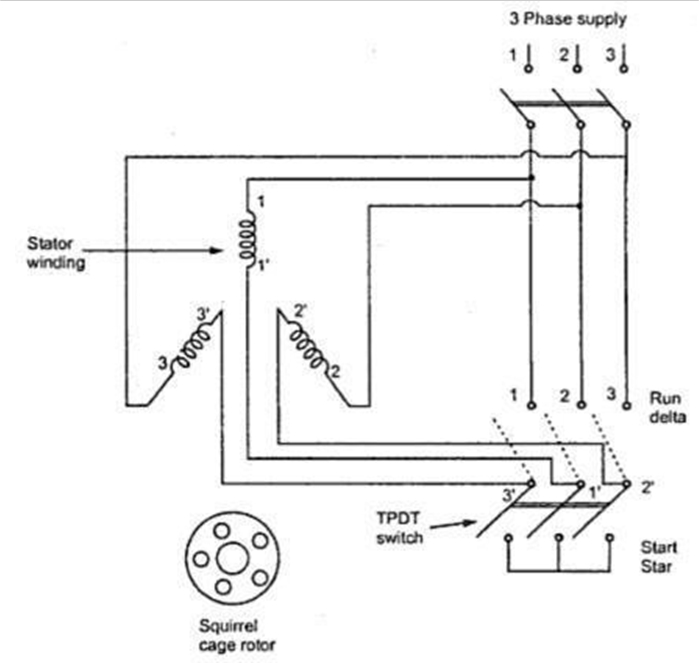 3 Phase supply
1 2 3
1
Stator
winding
1'
3' 2'
3 2
1 2 3
Run
delta
3' 1' 2'
TPDT
switch
Start
Star
Squirrel
cage rotor